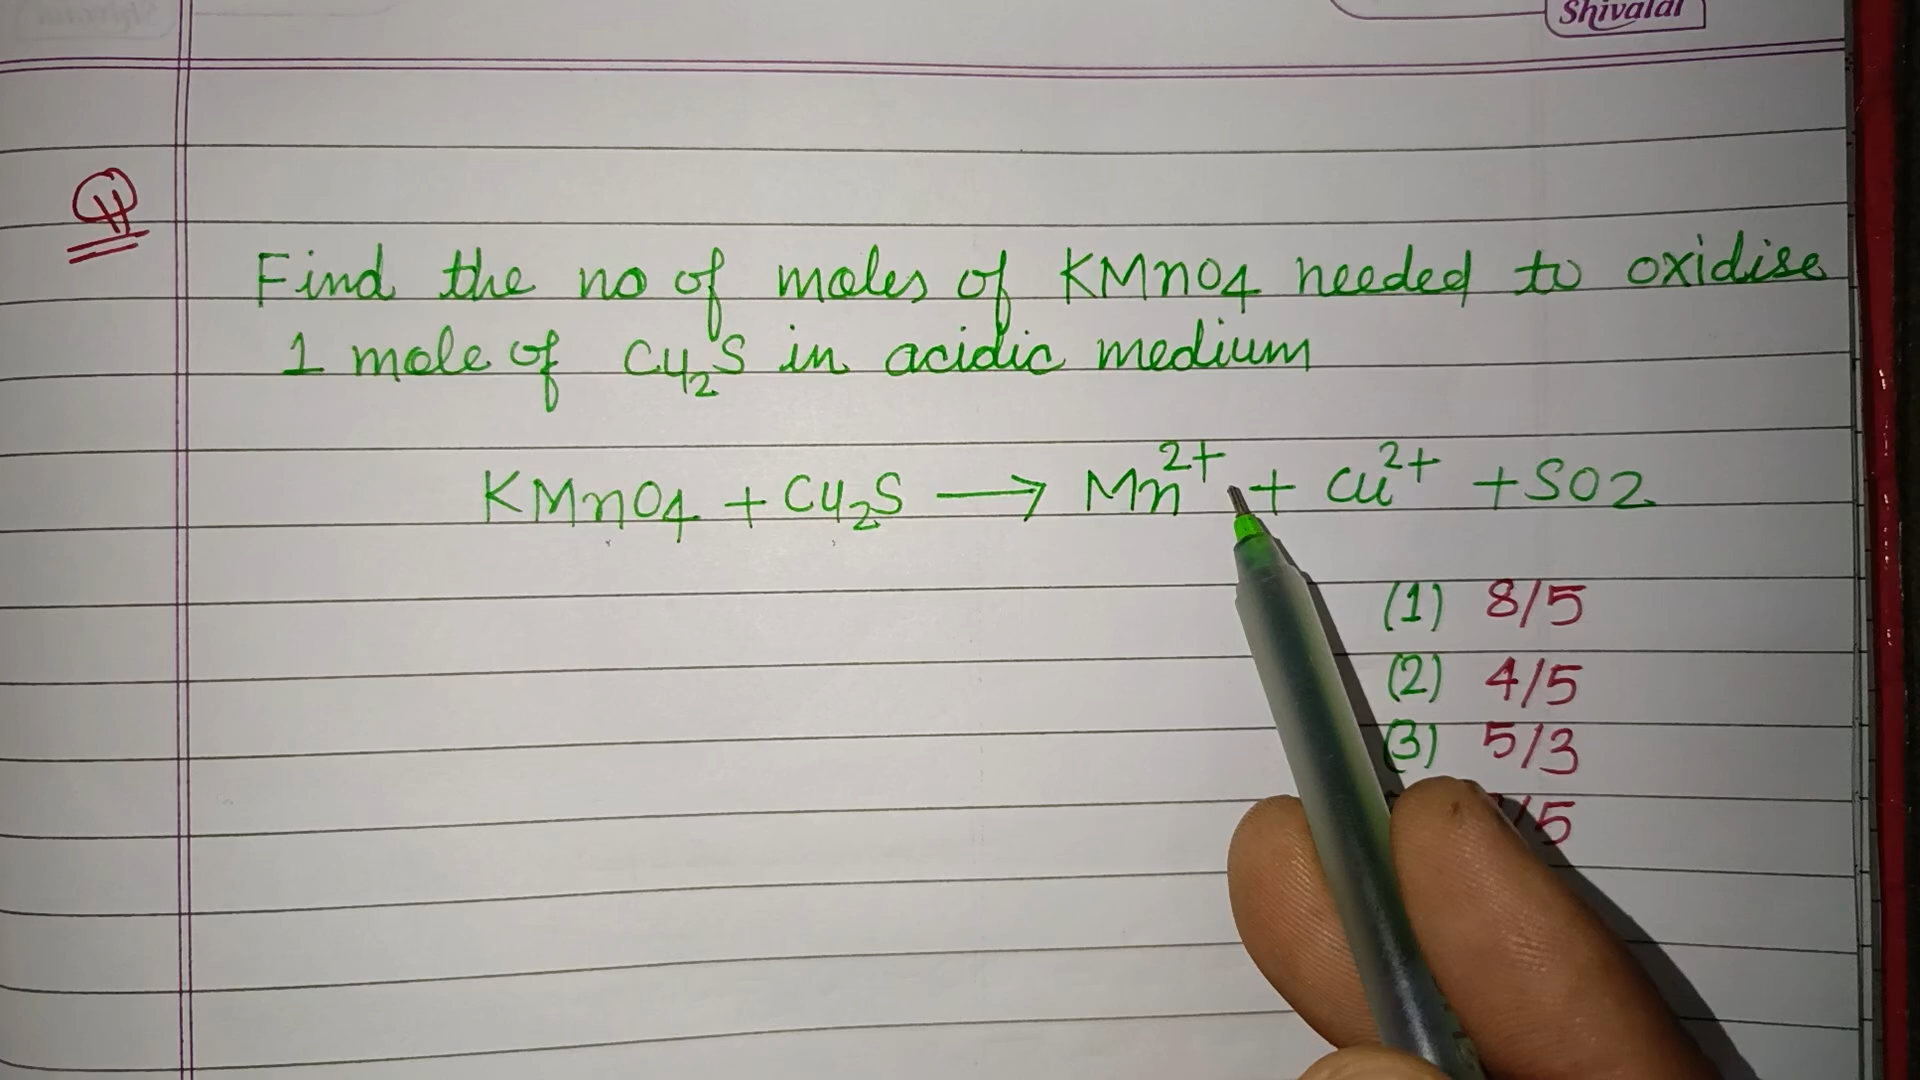 Shivalal
Q
Find the no of moles of KMnO4 needed to oxidise
1 mole of Cu₂S in acidic medium
KMnO4 + Cu₂S → Mn²⁺ + Cu²⁺ + SO2
(1) 8/5
(2) 4/5
(3) 5/3
/5